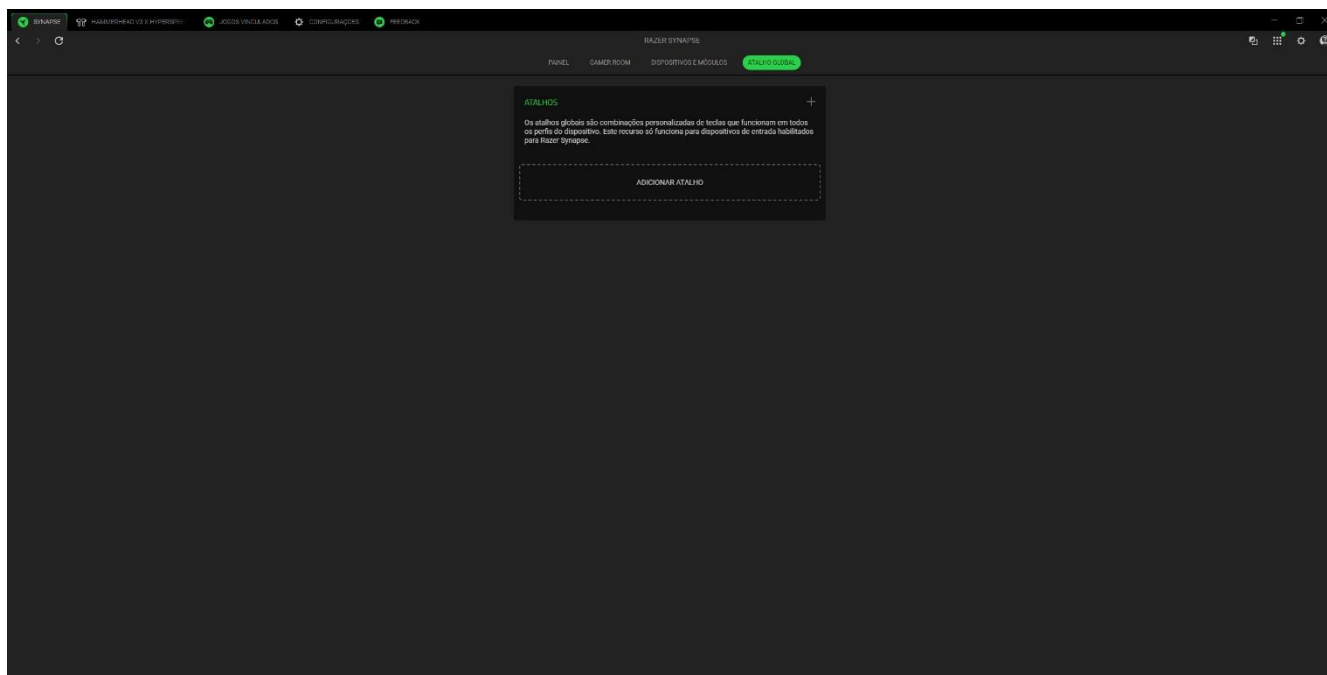 SYNAPSE
HAMMERHEAD V3 X HYPERSPEE
JOGOS VINCULADOS
CONFIGURAÇÕES
FEEDBACK
RAZER SYNAPSE
PAINEL
GAMER ROOM
DISPOSITIVOS E MÓDULOS
ATALHO GLOBAL
ATALHOS
Os atalhos globais são combinações personalizadas de teclas que funcionam em todos
os perfis do dispositivo. Este recurso só funciona para dispositivos de entrada habilitados
para Razer Synapse.
ADICIONAR ATALHO